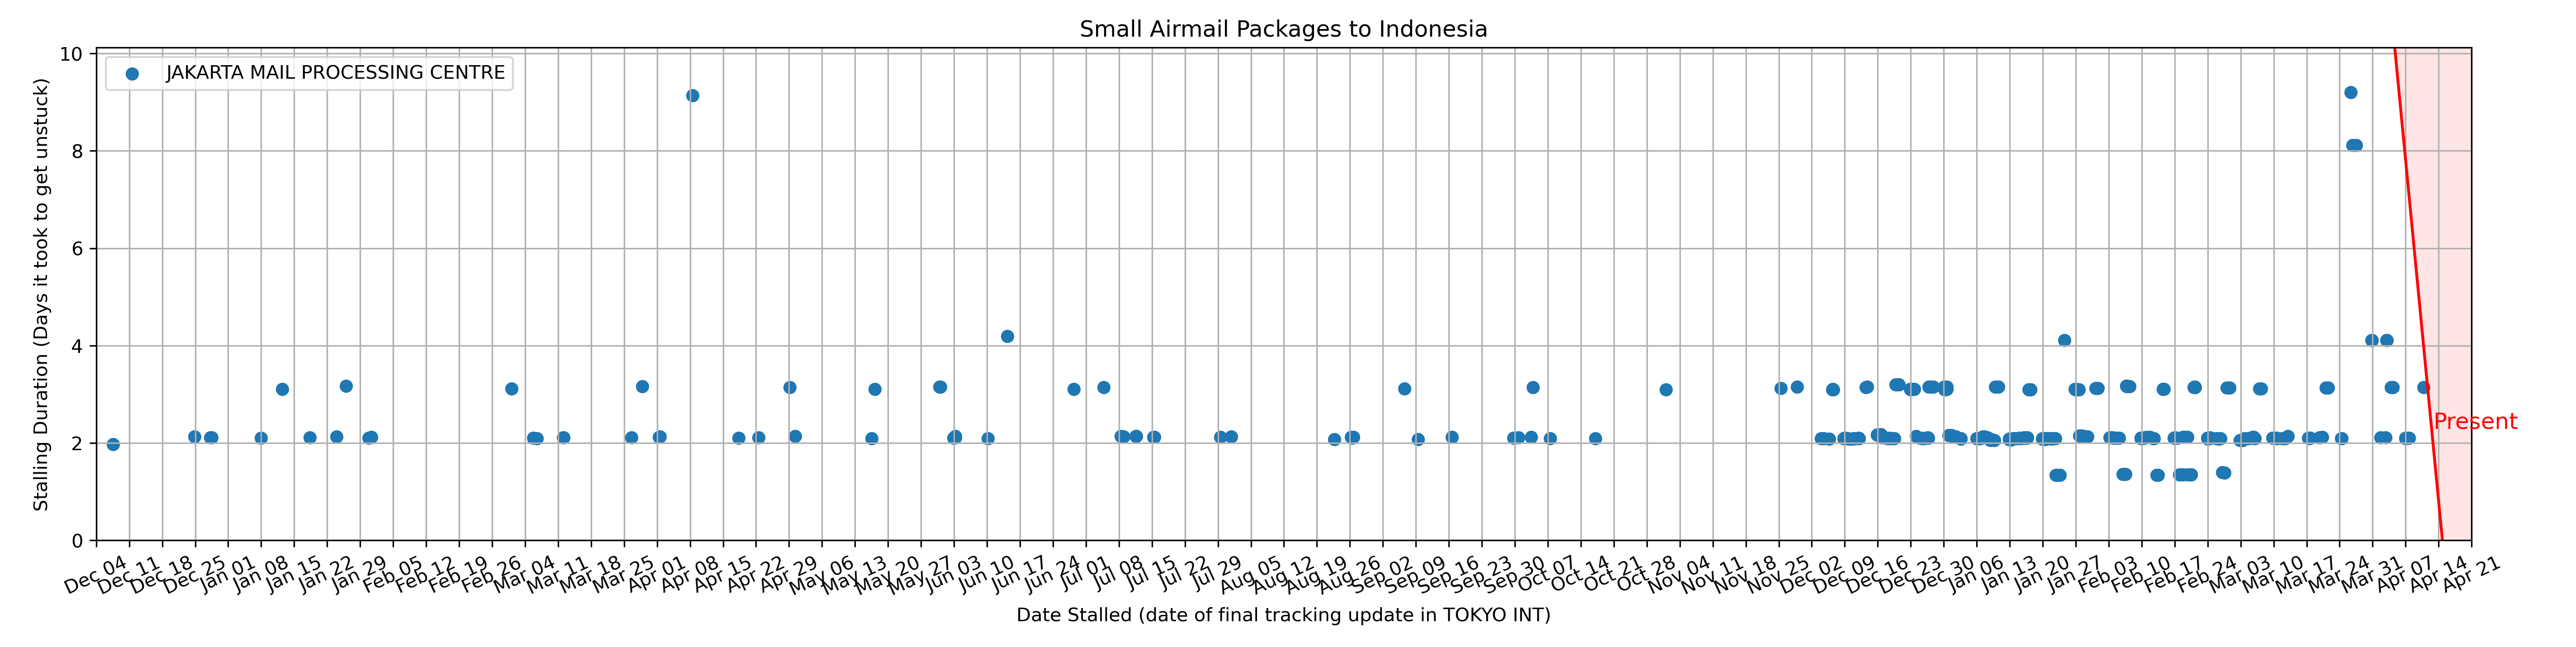 Small Airmail Packages to Indonesia
JAKARTA MAIL PROCESSING CENTRE
Stalling Duration (Days it took to get unstuck)
10
8
6
4
2
0
Present
Dec 04 Dec 11 Dec 18 Dec 25 Jan 01 Jan 08 Jan 15 Jan 22 Jan 29 Feb 05 Feb 12 Feb 19 Feb 26 Mar 04 Mar 11 Mar 18 Mar 25 Apr 01 Apr 08 Apr 15 Apr 22 Apr 29 May 06 May 13 May 20 May 27 Jun 03 Jun 10 Jun 17 Jun 24 Jul 01 Jul 08 Jul 15 Jul 22 Jul 29 Aug 05 Aug 12 Aug 19 Aug 26 Sep 02 Sep 09 Sep 16 Sep 23 Sep 30 Oct 07 Oct 14 Oct 21 Oct 28 Nov 04 Nov 11 Nov 18 Nov 25 Dec 02 Dec 09 Dec 16 Dec 23 Dec 30 Jan 06 Jan 13 Jan 20 Jan 27 Feb 03 Feb 10 Feb 17 Feb 24 Mar 03 Mar 10 Mar 17 Mar 24 Mar 31 Apr 07 Apr 14 Apr 21
Date Stalled (date of final tracking update in TOKYO INT)